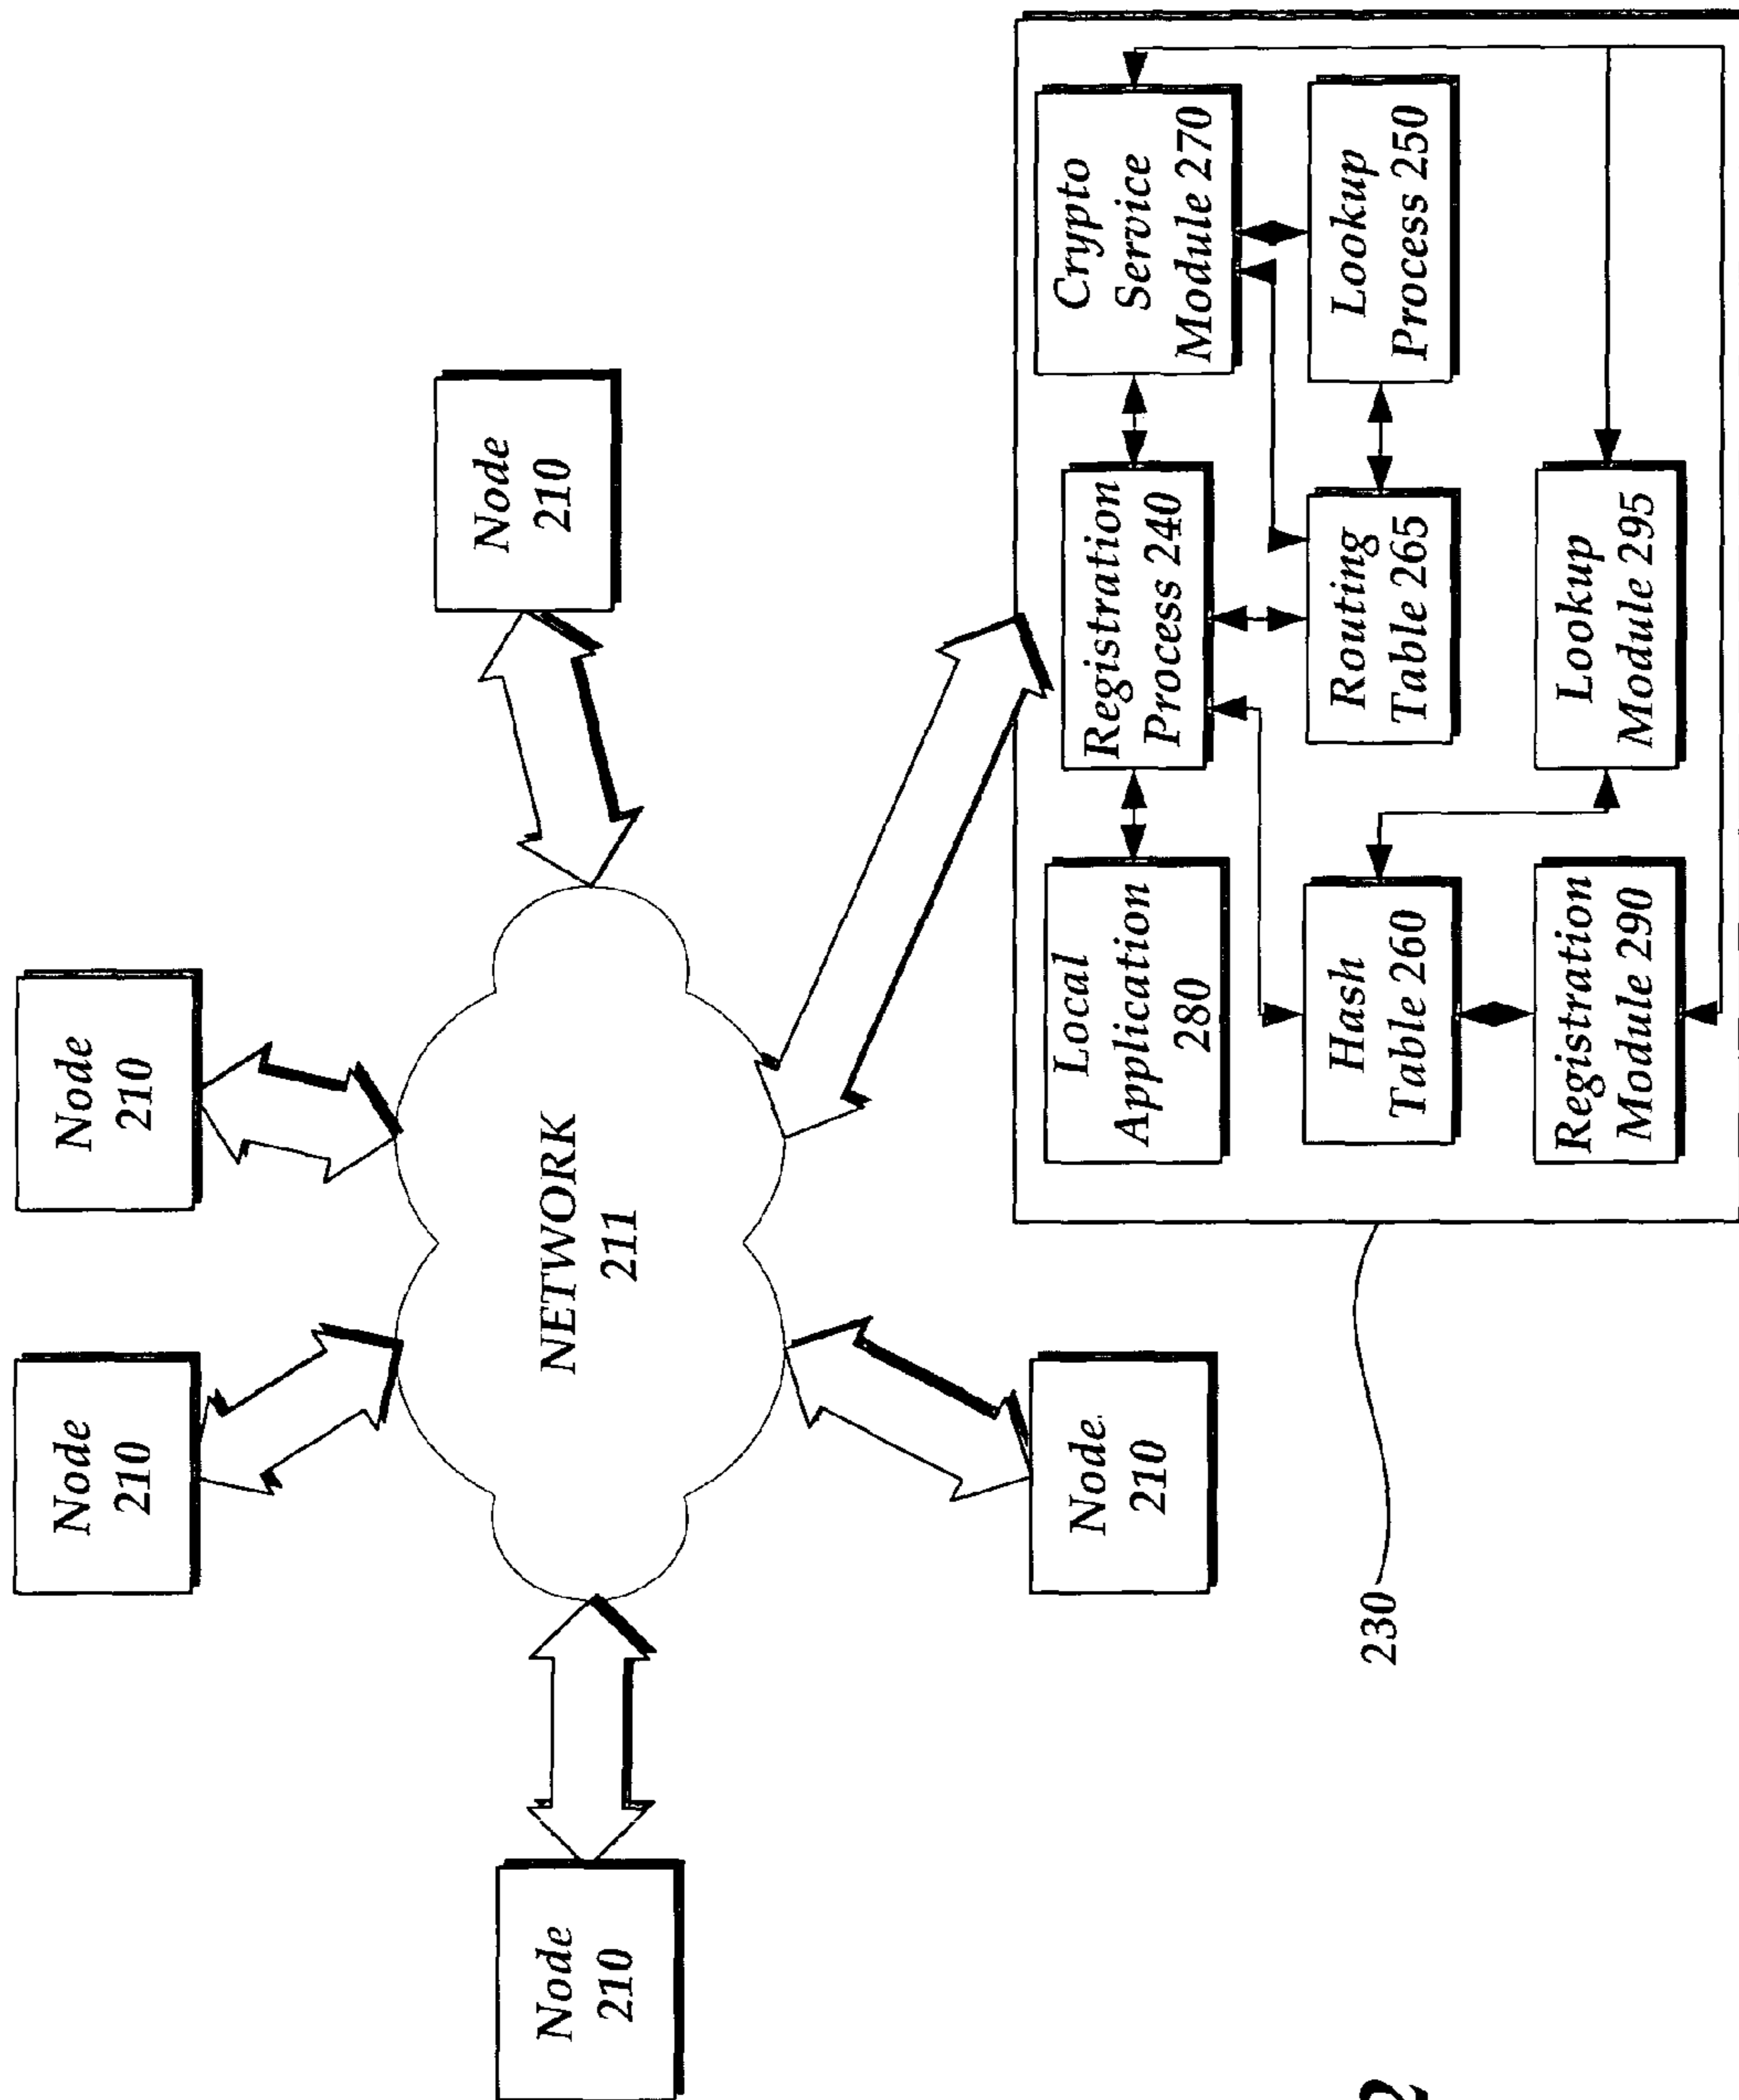 Node
210
Node
210
Node
210
Node
210
NETWORK
211
Node
210
Local
Application
280
Registration
Process 240
Crypto
Service
Module 270
Hash
Table 260
Routing
Table 265
Lookup
Process 250
230
Registration
Module 290
Lookup
Module 295
2